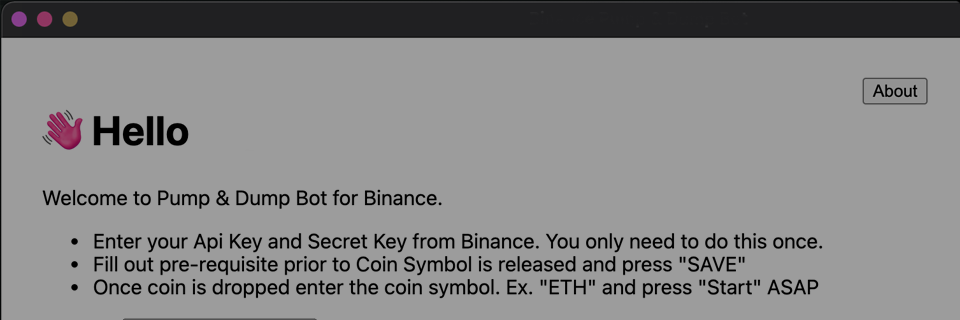 About
Hello
Welcome to Pump & Dump Bot for Binance.
Enter your Api Key and Secret Key from Binance. You only need to do this once.
Fill out pre-requisite prior to Coin Symbol is released and press "SAVE"
Once coin is dropped enter the coin symbol. Ex. "ETH" and press "Start" ASAP